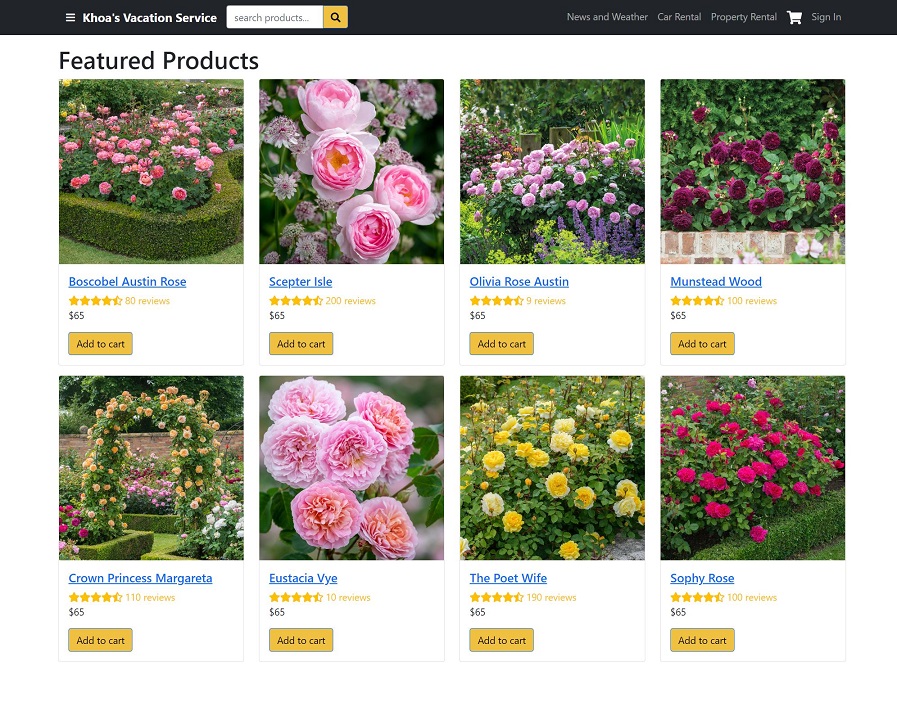 Khoa's Vacation Service search products... News and Weather Car Rental Property Rental Sign In
Featured Products
Boscobel Austin Rose
80 reviews
$65
Add to cart
Scepter Isle
200 reviews
$65
Add to cart
Olivia Rose Austin
9 reviews
$65
Add to cart
Munstead Wood
100 reviews
$65
Add to cart
Crown Princess Margareta
110 reviews
$65
Add to cart
Eustacia Vye
10 reviews
$65
Add to cart
The Poet Wife
190 reviews
$65
Add to cart
Sophy Rose
100 reviews
$65
Add to cart